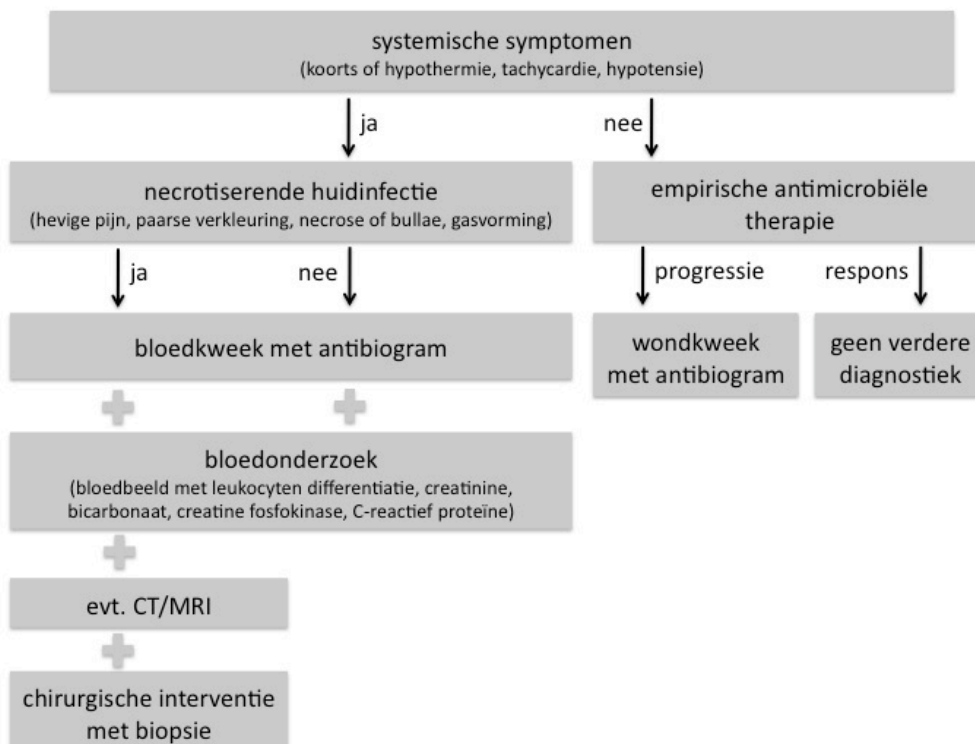 systemische symptomen
(koorts of hypothermie, tachycardie, hypotensie)
ja
nee
necrotiserende huidinfectie
(hevige pijn, paarse verkleuring, necrose of bullae, gasvorming)
empirische antimicrobiële
therapie
ja
nee
progressie
respons
bloedkweek met antibiogram
wondkweek
met antibiogram
geen verdere
diagnostiek
bloedonderzoek
(bloedbeeld met leukocyten differentiatie, creatinine,
bicarbonaat, creatine fosfokinase, C-reactief proteïne)
evt. CT/MRI
chirurgische interventie
met biopsie